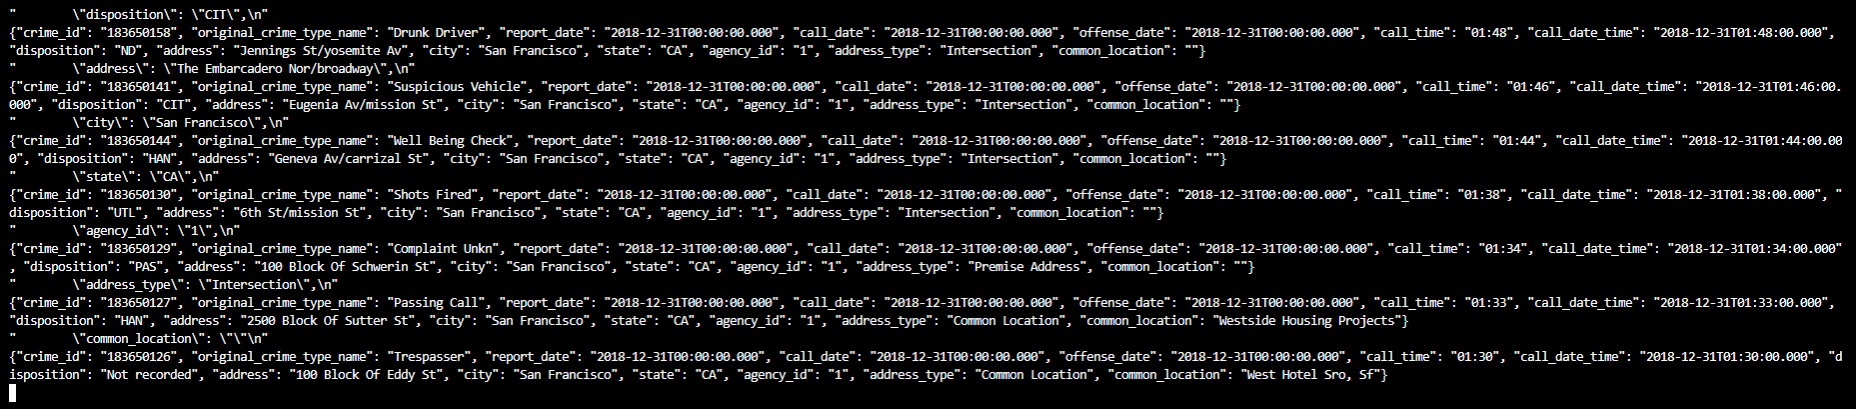 "       \"disposition\": \"CIT\",\n"
{"crime_id": "183650158", "original_crime_type_name": "Drunk Driver", "report_date": "2018-12-31T00:00:00.000", "call_date": "2018-12-31T00:00:00.000", "offense_date": "2018-12-31T00:00:00.000", "call_time": "01:48", "call_date_time": "2018-12-31T01:48:00.000",
"disposition": "ND", "address": "Jennings St/yosemite Av", "city": "San Francisco", "state": "CA", "agency_id": "1", "address_type": "Intersection", "common_location": ""}
"       \"address\": \"The Embarcadero Nor/broadway\",\n"
{"crime_id": "183650141", "original_crime_type_name": "Suspicious Vehicle", "report_date": "2018-12-31T00:00:00.000", "call_date": "2018-12-31T00:00:00.000", "offense_date": "2018-12-31T00:00:00.000", "call_time": "01:46", "call_date_time": "2018-12-31T01:46:00.
000", "disposition": "CIT", "address": "Eugenia Av/mission St", "city": "San Francisco", "state": "CA", "agency_id": "1", "address_type": "Intersection", "common_location": ""}
"       \"city\": \"San Francisco\",\n"
{"crime_id": "183650144", "original_crime_type_name": "Well Being Check", "report_date": "2018-12-31T00:00:00.000", "call_date": "2018-12-31T00:00:00.000", "offense_date": "2018-12-31T00:00:00.000", "call_time": "01:44", "call_date_time": "2018-12-31T01:44:00.00
0", "disposition": "HAN", "address": "Geneva Av/carrizal St", "city": "San Francisco", "state": "CA", "agency_id": "1", "address_type": "Intersection", "common_location": ""}
"       \"state\": \"CA\",\n"
{"crime_id": "183650130", "original_crime_type_name": "Shots Fired", "report_date": "2018-12-31T00:00:00.000", "call_date": "2018-12-31T00:00:00.000", "offense_date": "2018-12-31T00:00:00.000", "call_time": "01:38", "call_date_time": "2018-12-31T01:38:00.000", "
disposition": "UTL", "address": "6th St/mission St", "city": "San Francisco", "state": "CA", "agency_id": "1", "address_type": "Intersection", "common_location": ""}
"       \"agency_id\": \"1\",\n"
{"crime_id": "183650129", "original_crime_type_name": "Complaint Unkn", "report_date": "2018-12-31T00:00:00.000", "call_date": "2018-12-31T00:00:00.000", "offense_date": "2018-12-31T00:00:00.000", "call_time": "01:34", "call_date_time": "2018-12-31T01:34:00.000"
, "disposition": "PAS", "address": "100 Block Of Schwerin St", "city": "San Francisco", "state": "CA", "agency_id": "1", "address_type": "Premise Address", "common_location": ""}
"       \"address_type\": \"Intersection\",\n"
{"crime_id": "183650127", "original_crime_type_name": "Passing Call", "report_date": "2018-12-31T00:00:00.000", "call_date": "2018-12-31T00:00:00.000", "offense_date": "2018-12-31T00:00:00.000", "call_time": "01:33", "call_date_time": "2018-12-31T01:33:00.000",
"disposition": "HAN", "address": "2500 Block Of Sutter St", "city": "San Francisco", "state": "CA", "agency_id": "1", "address_type": "Common Location", "common_location": "Westside Housing Projects"}
"       \"common_location\": \"\"\n"
{"crime_id": "183650126", "original_crime_type_name": "Trespasser", "report_date": "2018-12-31T00:00:00.000", "call_date": "2018-12-31T00:00:00.000", "offense_date": "2018-12-31T00:00:00.000", "call_time": "01:30", "call_date_time": "2018-12-31T01:30:00.000", "d
isposition": "Not recorded", "address": "100 Block Of Eddy St", "city": "San Francisco", "state": "CA", "agency_id": "1", "address_type": "Common Location", "common_location": "West Hotel Sro, Sf"}